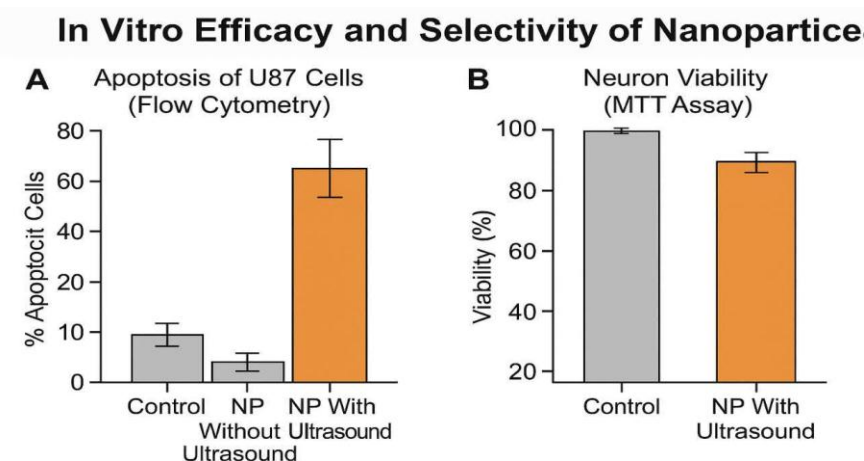 In Vitro Efficacy and Selectivity of Nanopartice
A
Apoptosis of U87 Cells
(Flow Cytometry)
% Apoptocit Cells
80
60
40
20
10
0
Control
NP
Without
Ultrasound
NP With
Ultrasound
B
Neuron Viability
(MTT Assay)
Viability (%)
100
80
60
40
20
Control
NP With
Ultrasound